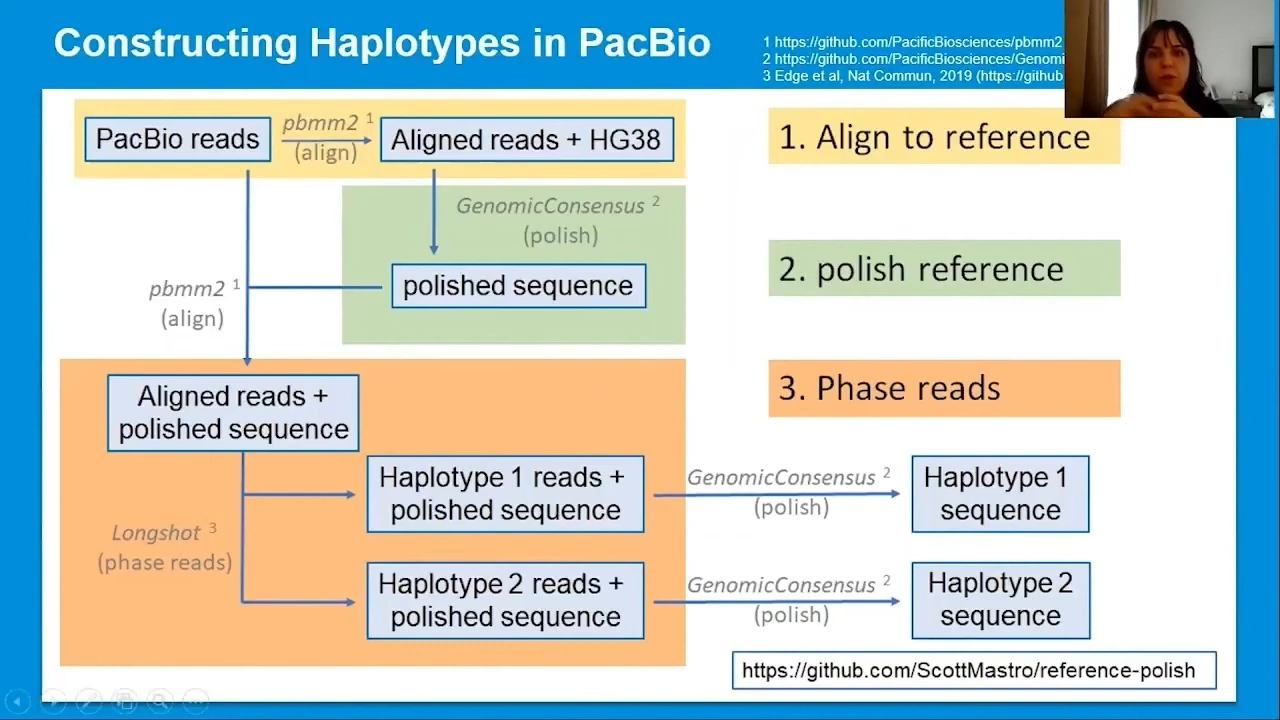 Constructing Haplotypes in PacBio
1 https://github.com/PacificBiosciences/pbmm2
2 https://github.com/PacificBiosciences/Genomi
3 Edge et al, Nat Commun, 2019 (https://github
PacBio reads
pbmm2 1
(align)
Aligned reads + HG38
1. Align to reference
GenomicConsensus 2
(polish)
2. polish reference
polished sequence
pbmm2 1
(align)
3. Phase reads
Aligned reads +
polished sequence
Haplotype 1 reads +
polished sequence
GenomicConsensus 2
(polish)
Haplotype 1
sequence
Longshot 3
(phase reads)
Haplotype 2 reads +
polished sequence
GenomicConsensus 2
(polish)
Haplotype 2
sequence
https://github.com/ScottMastro/reference-polish